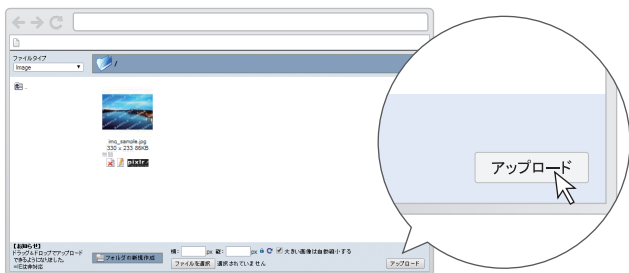 ファイルタイプ
Image
/
..
img_sample.jpg
330 x 233 86KB
pixlr
【お知らせ】
ドラッグ&ドロップでアップロード
できるようになりました。
※IEは非対応
フォルダの新規作成
横: px 縦: px 大きい画像は自動縮小する
ファイルを選択 選択されていません
アップロード
アップロード